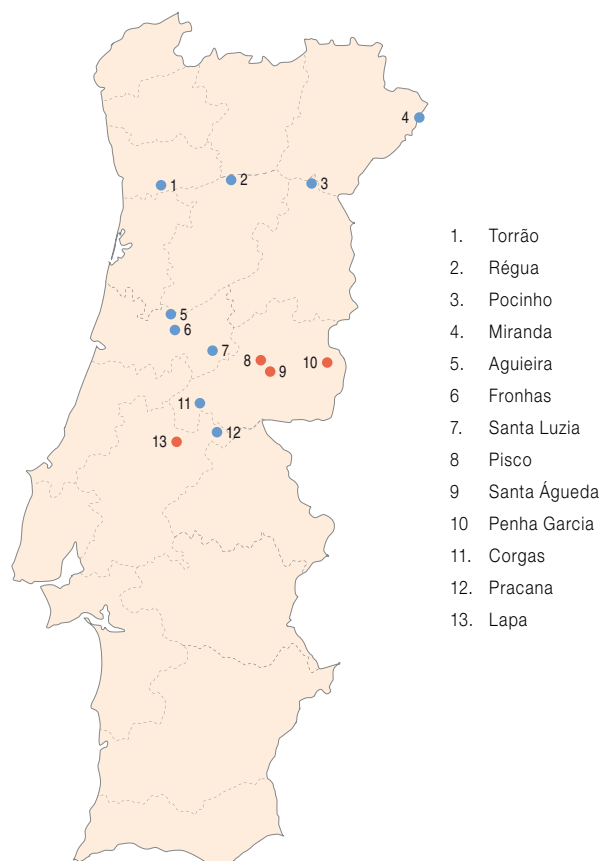 4
1
2
3
5
6
7
8
9
10
11
12
13
1. Torrão
2. Régua
3. Pocinho
4. Miranda
5. Aguieira
6 Fronhas
7. Santa Luzia
8 Pisco
9 Santa Águeda
10 Penha Garcia
11. Corgas
12. Pracana
13. Lapa